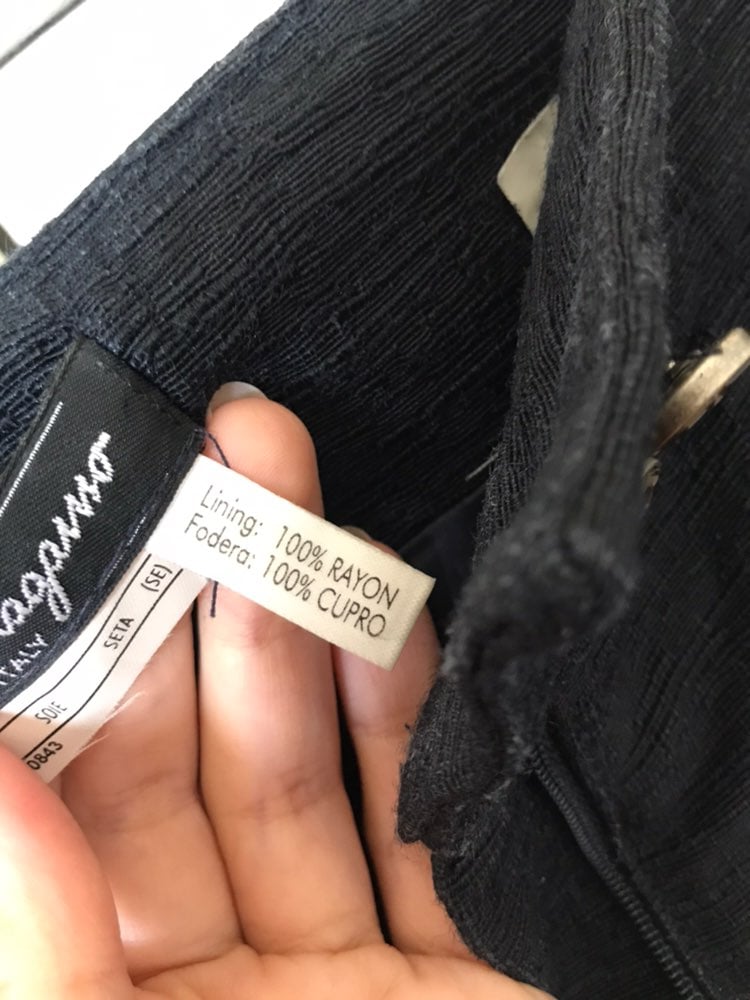 Lining: 100% RAYON
Fodera: 100% CUPRO
ITALY
SOIE SETA (SE)
0843